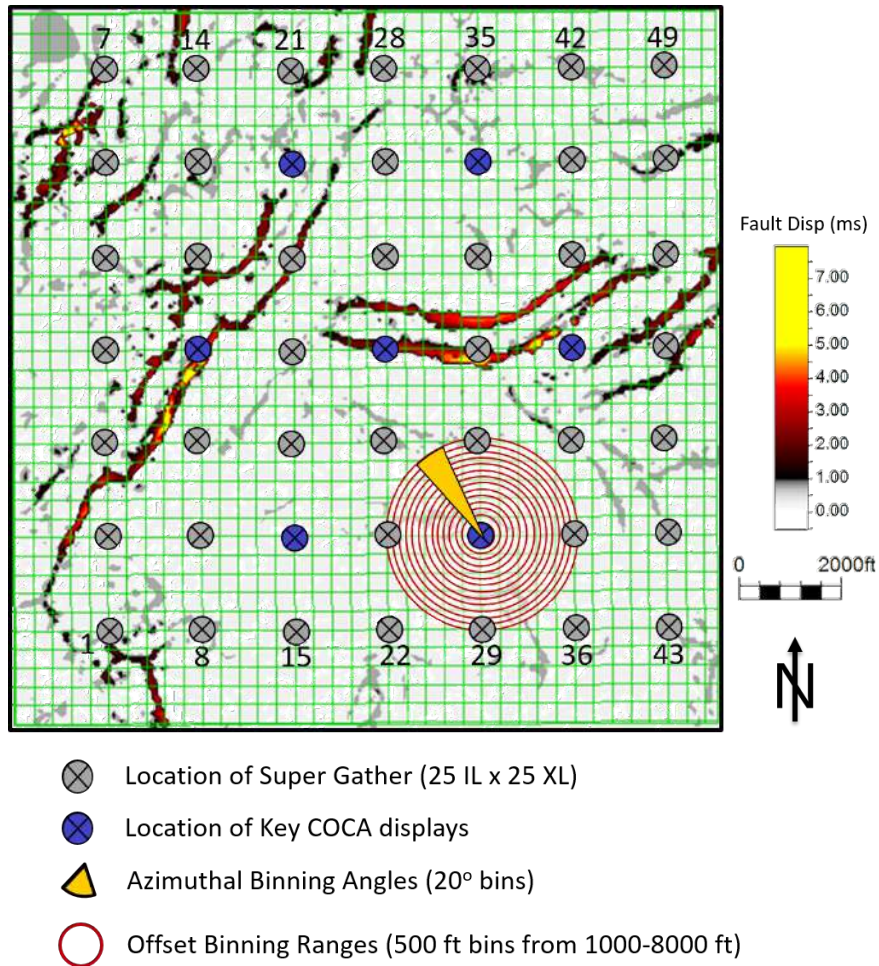 7 14 21 28 35 42 49
Fault Disp (ms)
7.00
6.00
5.00
4.00
3.00
2.00
1.00
0.00
0 2000ft
1 8 15 22 29 36 43
N
Location of Super Gather (25 IL x 25 XL)
Location of Key COCA displays
Azimuthal Binning Angles (20° bins)
Offset Binning Ranges (500 ft bins from 1000-8000 ft)